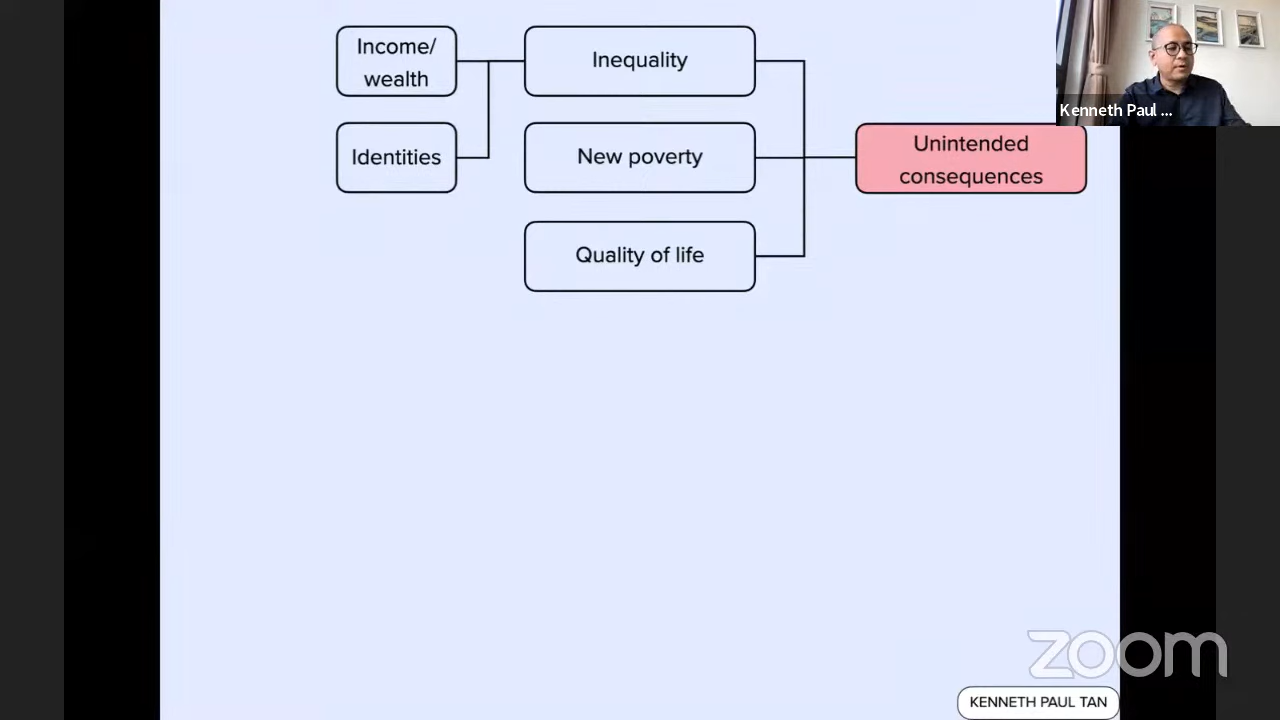 Income/
wealth
Inequality
Kenneth Paul ...
Identities
New poverty
Unintended
consequences
Quality of life
zoom
KENNETH PAUL TAN